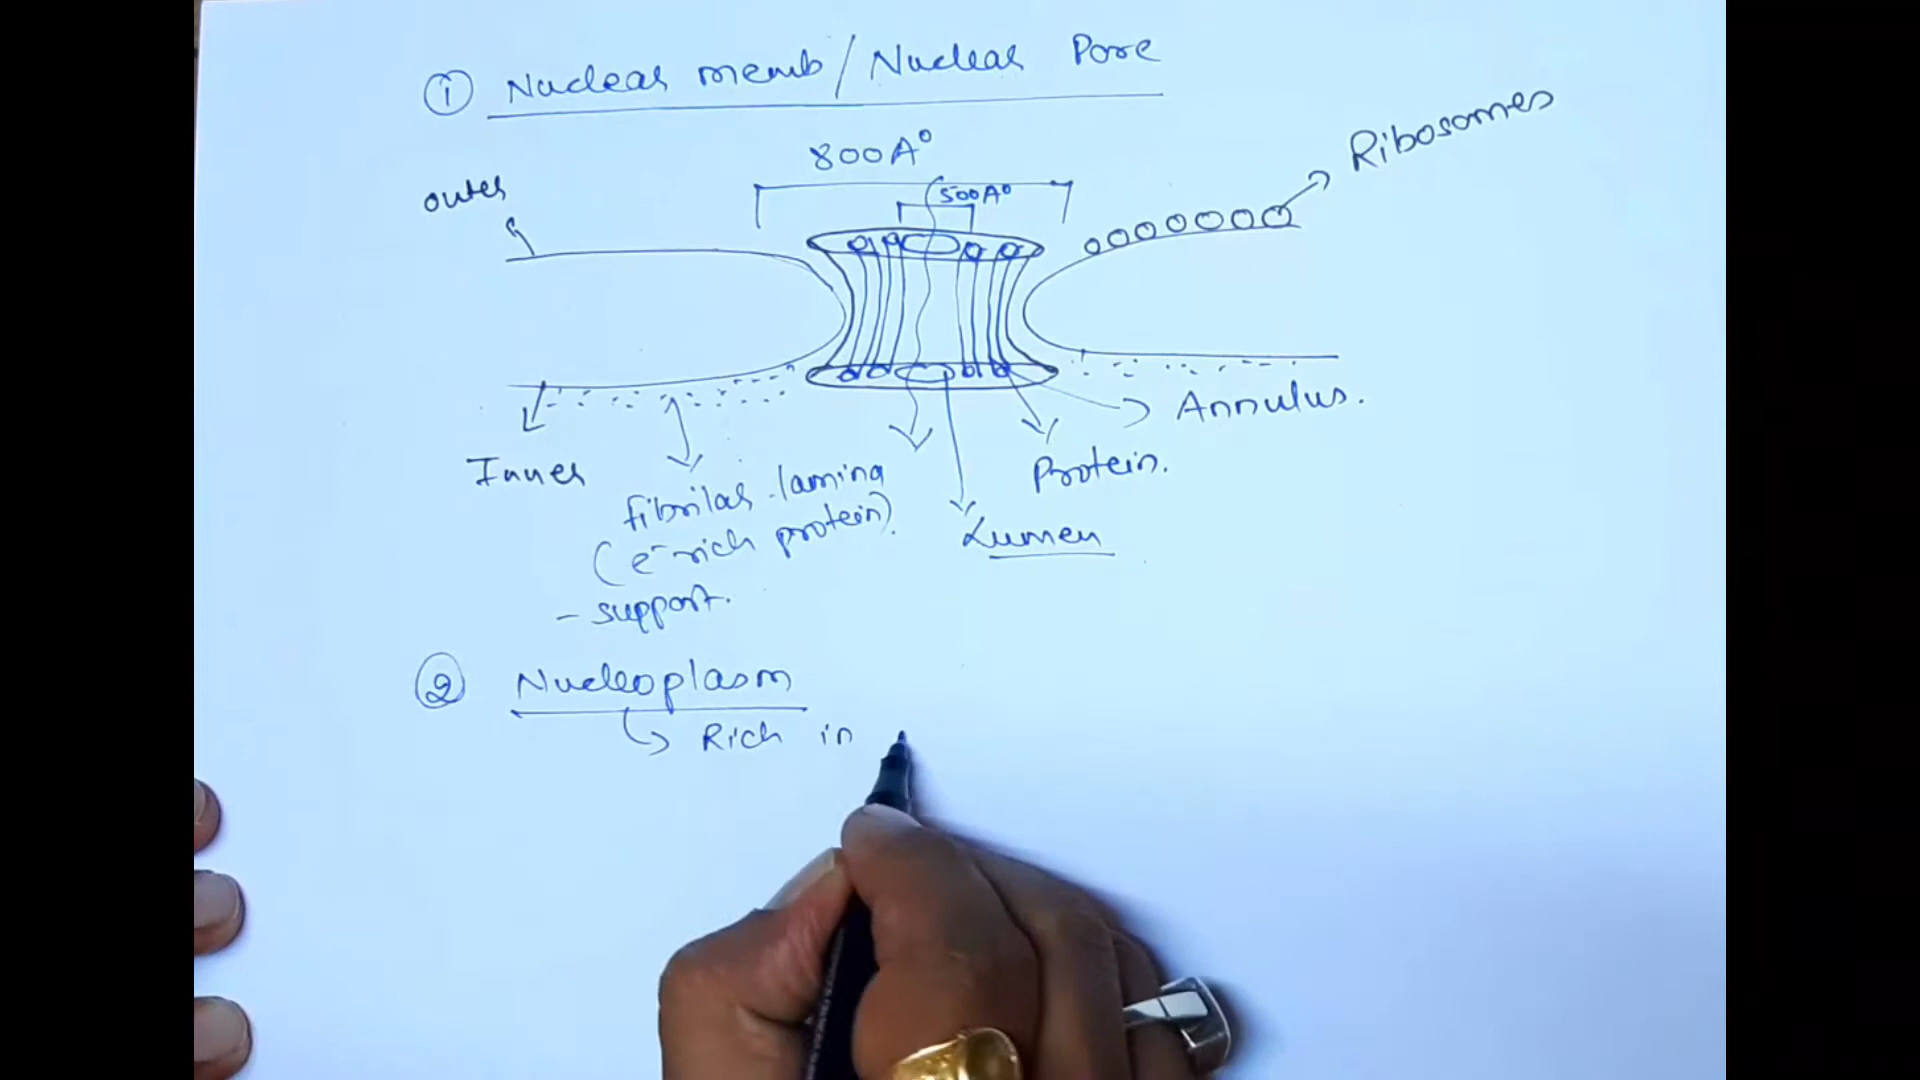 ① Nuclear memb/Nuclear Pore
800A°
Ribosomes
outer
500A°
Annulus.
Inner
Protein.
fibrilar lamina
(e⁻ rich protein).
Lumen
- support.
② Nucleoplasm
Rich in